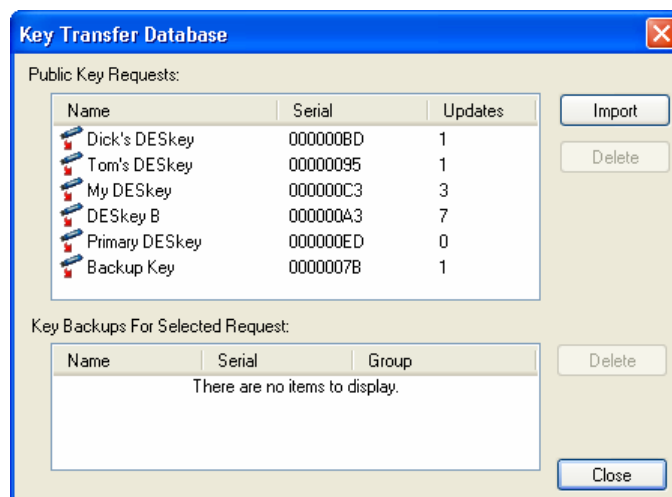 Key Transfer Database
Public Key Requests:
Name Serial Updates
Dick's DESkey 000000BD 1
Tom's DESkey 00000095 1
My DESkey 000000C3 3
DESkey B 000000A3 7
Primary DESkey 000000ED 0
Backup Key 0000007B 1
Import
Delete
Key Backups For Selected Request:
Name Serial Group
There are no items to display.
Delete
Close